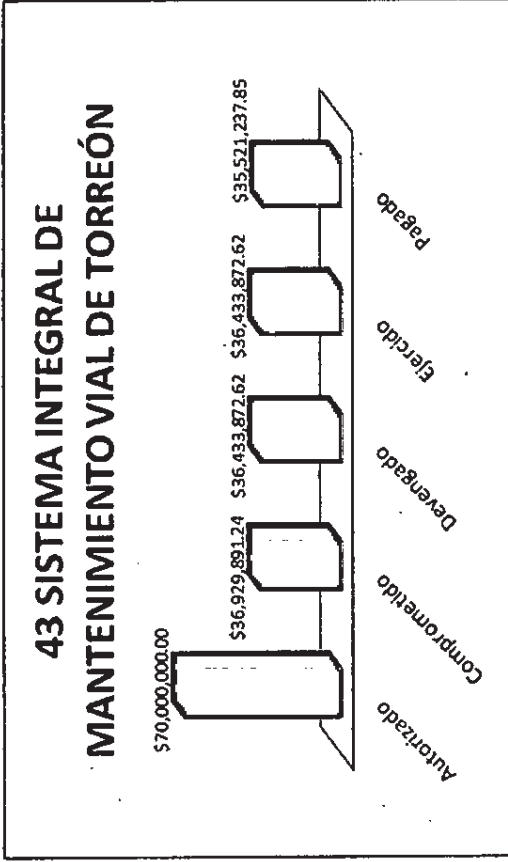 43 SISTEMA INTEGRAL DE
MANTENIMIENTO VIAL DE TORREÓN
$70,000,000.00
$36,929,891.24
$36,433,872.62
$36,433,872.62
$35,521,237.85
Autorizado
Comprometido
Devengado
Ejercido
Pagado